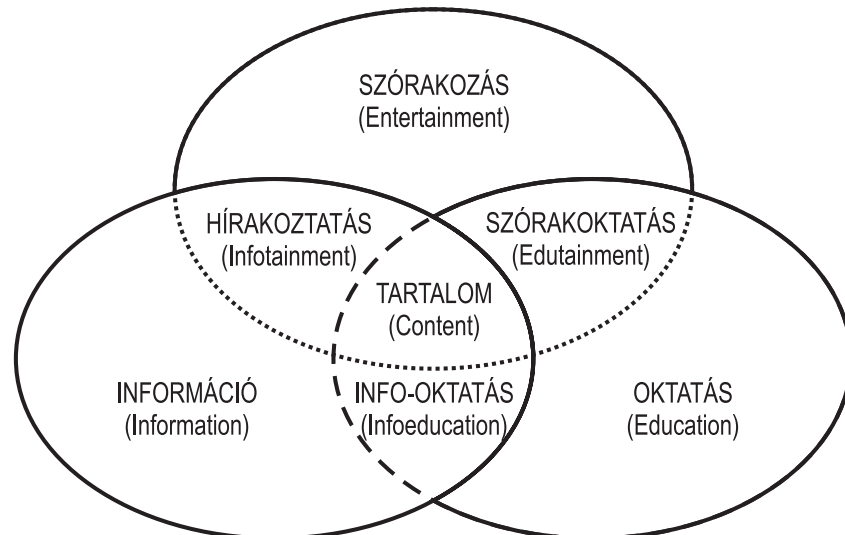 SZÓRAKOZÁS
(Entertainment)
HÍRAKOZTATÁS
(Infotainment)
SZÓRAKOKTATÁS
(Edutainment)
TARTALOM
(Content)
INFORMÁCIÓ
(Information)
INFO-OKTATÁS
(Infoeducation)
OKTATÁS
(Education)